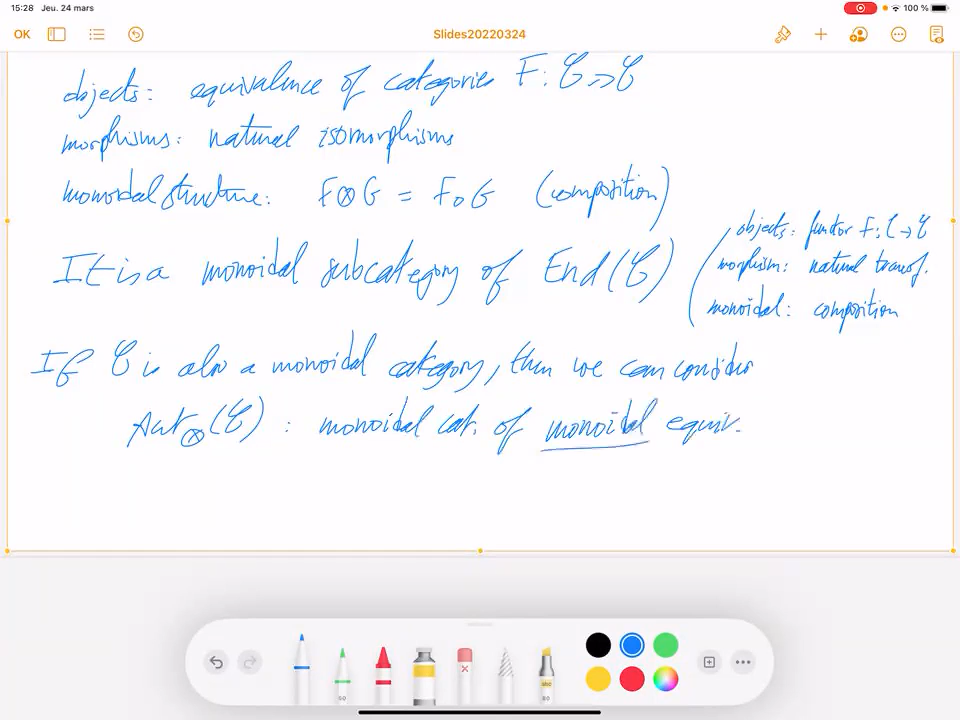 15:28 Jeu. 24 mars
100 %
OK
Slides20220324
objects: equivalence of categories F: C → C
morphisms: natural isomorphisms
monoidal structure: F⊗G = F∘G (composition)
objects: functor F: C → C
morphism: natural transf.
monoidal: composition
It is a monoidal subcategory of End(C)
If C is also a monoidal category, then we can consider
Aut⊗(C) : monoidal cat. of monoidal equiv.
50
80